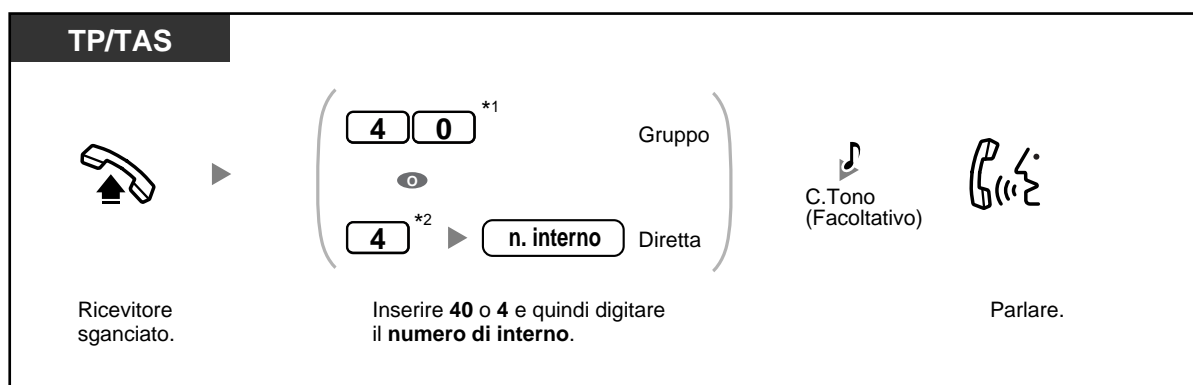 TP/TAS
4 0 *1
Gruppo
O
4 *2
n. interno
Diretta
C.Tono
(Facoltativo)
Ricevitore
sganciato.
Inserire 40 o 4 e quindi digitare
il numero di interno.
Parlare.